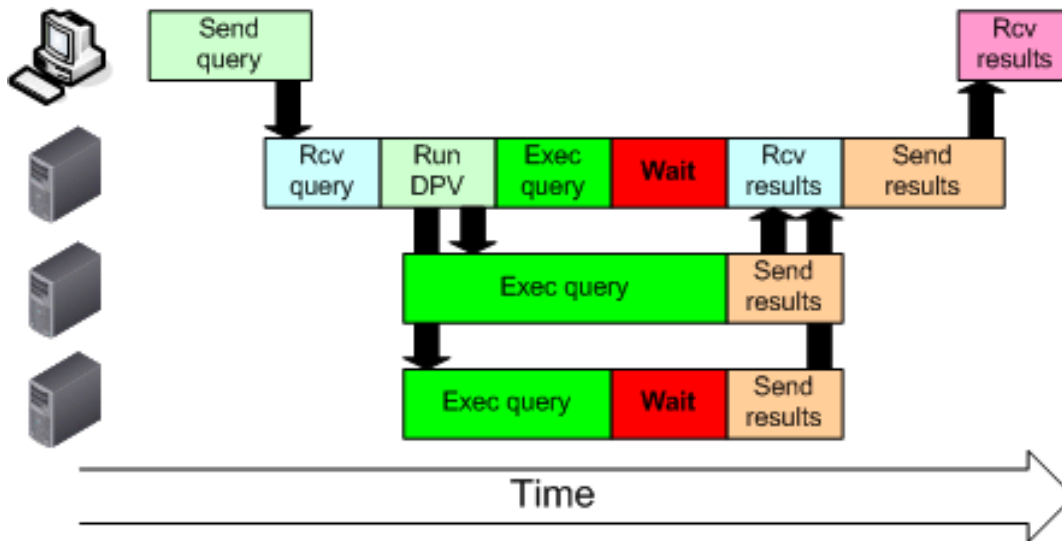 Send
query
Rcv
results
Rcv
query
Run
DPV
Exec
query
Wait
Rcv
results
Send
results
Exec query
Send
results
Exec query
Wait
Send
results
Time